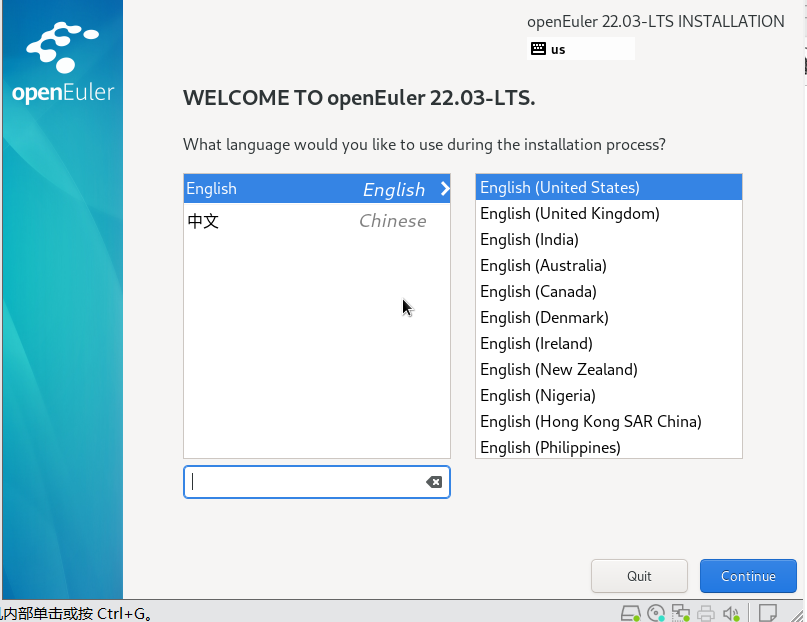 openEuler 22.03-LTS INSTALLATION
us
openEuler
WELCOME TO openEuler 22.03-LTS.
What language would you like to use during the installation process?
English English
中文 Chinese
English (United States)
English (United Kingdom)
English (India)
English (Australia)
English (Canada)
English (Denmark)
English (Ireland)
English (New Zealand)
English (Nigeria)
English (Hong Kong SAR China)
English (Philippines)
Quit
Continue
内部单击或按 Ctrl+G。